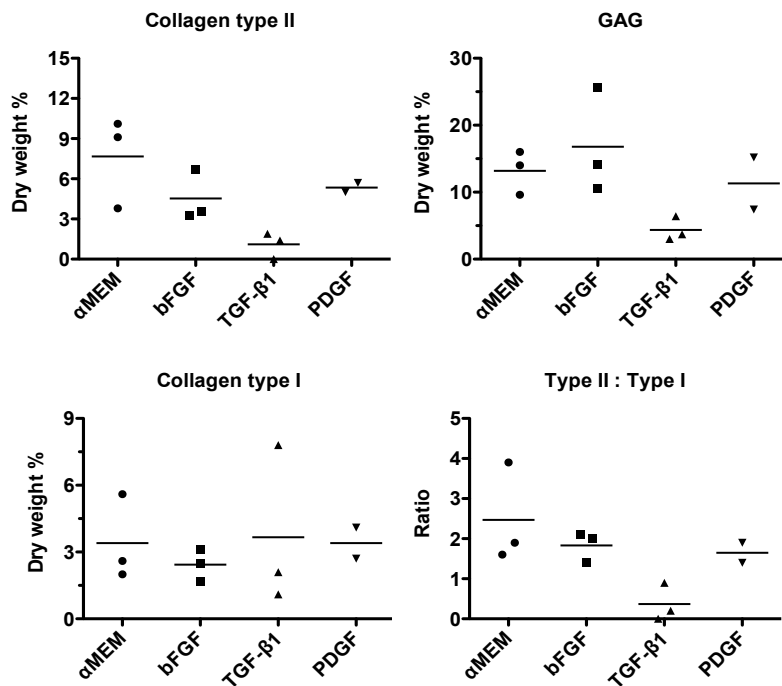 Collagen type II
Dry weight %
15
12
9
6
3
0
αMEM
bFGF
TGF-β1
PDGF
GAG
Dry weight %
30
20
10
0
αMEM
bFGF
TGF-β1
PDGF
Collagen type I
Dry weight %
9
6
3
0
αMEM
bFGF
TGF-β1
PDGF
Type II : Type I
Ratio
5
4
3
2
1
0
αMEM
bFGF
TGF-β1
PDGF